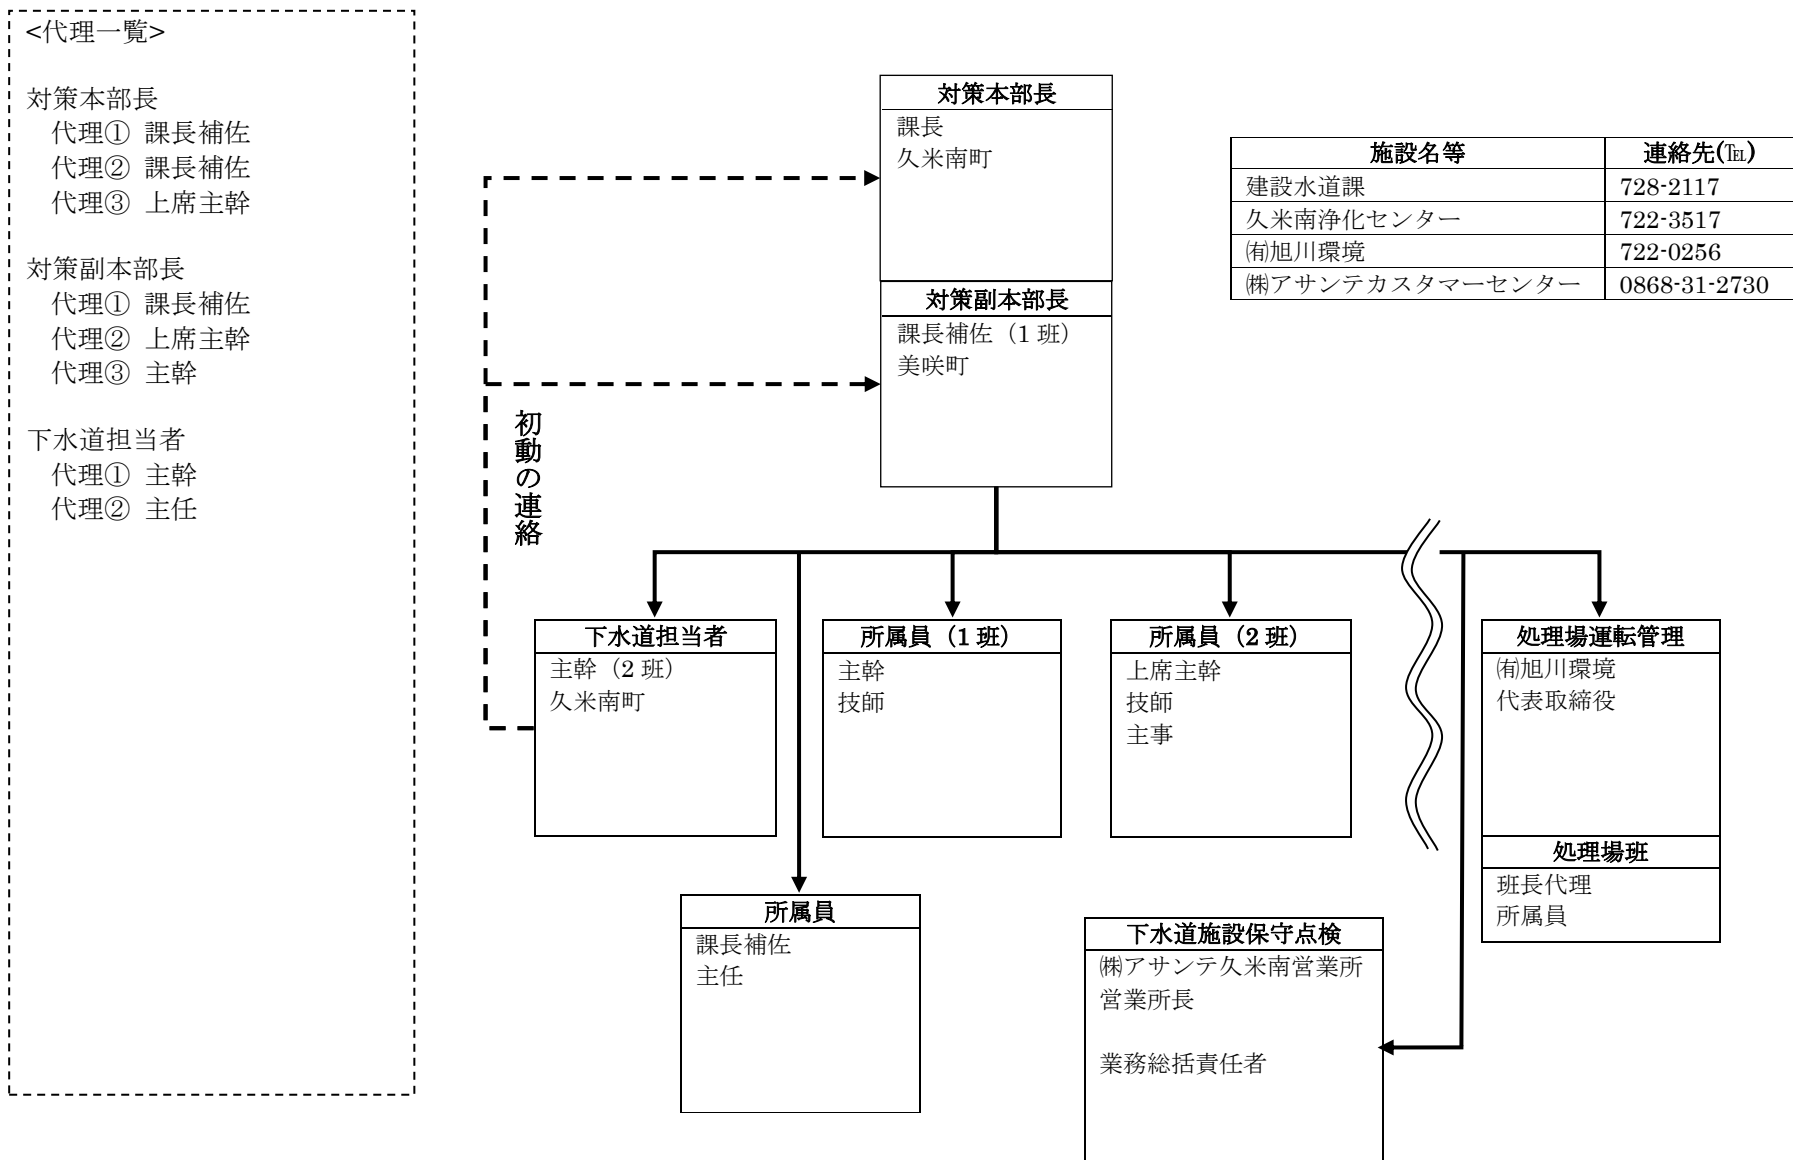 <代理一覧>
対策本部長
代理① 課長補佐
代理② 課長補佐
代理③ 上席主幹
対策副本部長
代理① 課長補佐
代理② 上席主幹
代理③ 主幹
下水道担当者
代理① 主幹
代理② 主任
対策本部長
課長
久米南町
対策副本部長
課長補佐（1 班）
美咲町
施設名等 連絡先(℡)
建設水道課 728-2117
久米南浄化センター 722-3517
㈲旭川環境 722-0256
㈱アサンテカスタマーセンター 0868-31-2730
初動の連絡
下水道担当者
主幹（2 班）
久米南町
所属員（1 班）
主幹
技師
所属員（2 班）
上席主幹
技師
主事
処理場運転管理
㈲旭川環境
代表取締役
処理場班
班長代理
所属員
所属員
課長補佐
主任
下水道施設保守点検
㈱アサンテ久米南営業所
営業所長
業務総括責任者